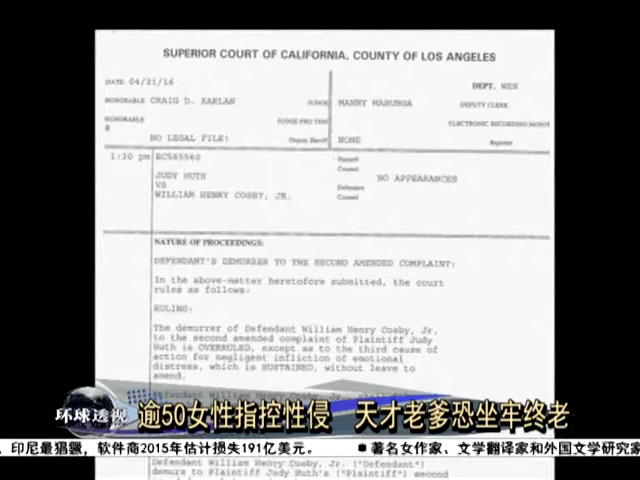 SUPERIOR COURT OF CALIFORNIA, COUNTY OF LOS ANGELES
DATE: 04/21/16
DEPT. WEN
HONORABLE CRAIG D. KARLAN
JUDGE
MANNY MARUNGA
DEPUTY CLERK
HONORABLE
JUDGE PRO TEM
ELECTRONIC RECORDING MONITOR
NO LEGAL FILE!
Deputy Sheriff
NONE
Reporter
1:30 pm
BC565560
Plaintiff
Counsel
JUDY HUTH
NO APPEARANCES
VS
Defendant
WILLIAM HENRY COSBY, JR.
Counsel
NATURE OF PROCEEDINGS:
DEFENDANT'S DEMURRER TO THE SECOND AMENDED COMPLAINT:
In the above-matter heretofore submitted, the court
rules as follows:
RULING:
The demurrer of Defendant William Henry Cosby, Jr.
to the second amended complaint of Plaintiff Judy
Huth is OVERRULED, except as to the third cause of
action for negligent infliction of emotional
distress, which is SUSTAINED, without leave to
amend.
环球透视
逾50女性指控性侵 天才老爹恐坐牢终老
、印尼最猖獗，软件商2015年估计损失191亿美元。 ■ 著名女作家、文学翻译家和外国文学研究家
Defendant William Henry Cosby, Jr. ("Defendant")
demurs to Plaintiff Judy Huth's ("Plaintiff") second